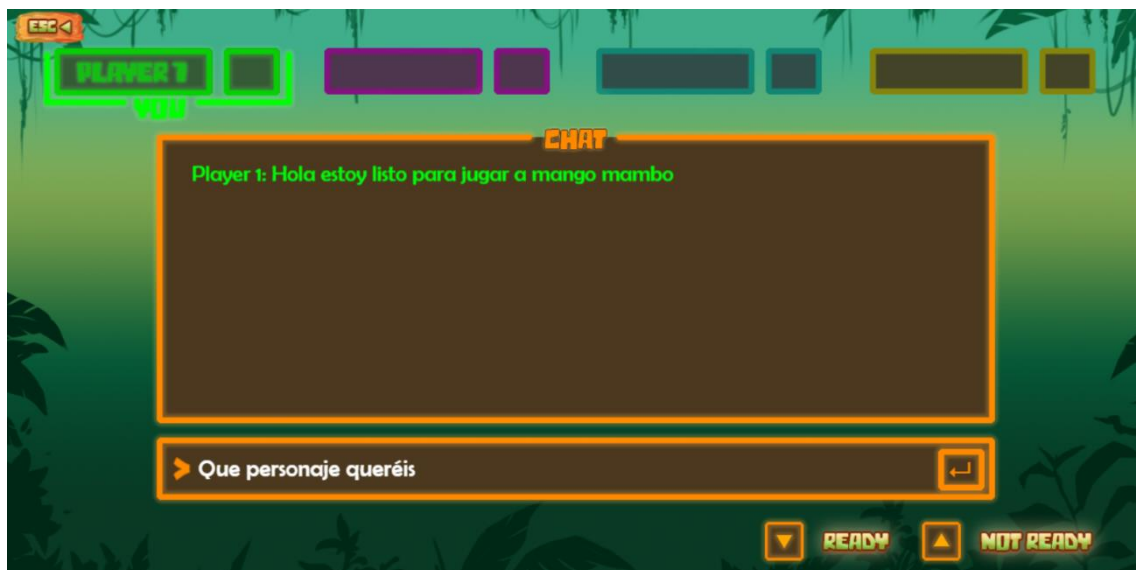 ESC
PLAYER 1
YOU
CHAT
Player 1: Hola estoy listo para jugar a mango mambo
> Que personaje queréis
READY
NOT READY